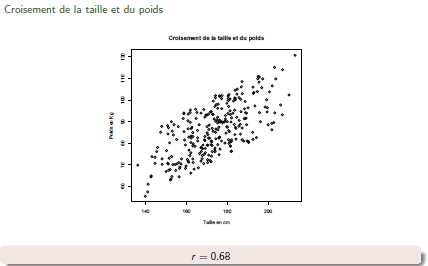 Croisement de la taille et du poids
Croisement de la taille et du poids
120
110
100
90
80
70
60
Poids en Kg
140 160 180 200
Taille en cm
r = 0.68